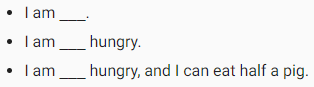 • I am ___.
• I am ___ hungry.
• I am ___ hungry, and I can eat half a pig.